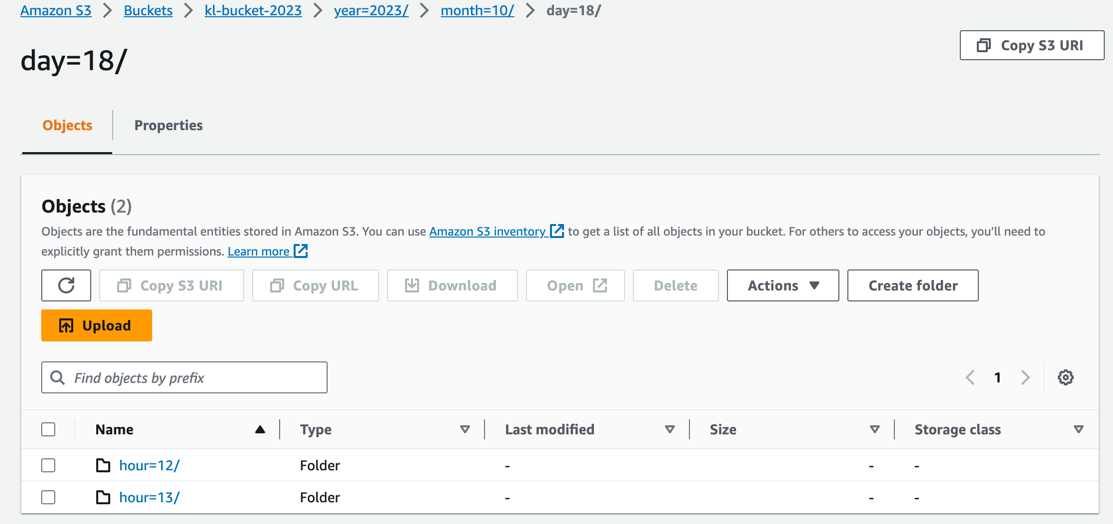 Amazon S3 > Buckets > kl-bucket-2023 > year=2023/ > month=10/ > day=18/
day=18/
Copy S3 URI
Objects
Properties
Objects (2)
Objects are the fundamental entities stored in Amazon S3. You can use Amazon S3 inventory to get a list of all objects in your bucket. For others to access your objects, you'll need to
explicitly grant them permissions. Learn more
Copy S3 URI
Copy URL
Download
Open
Delete
Actions
Create folder
Upload
Find objects by prefix
1
Name Type Last modified Size Storage class
hour=12/ Folder - - -
hour=13/ Folder - - -